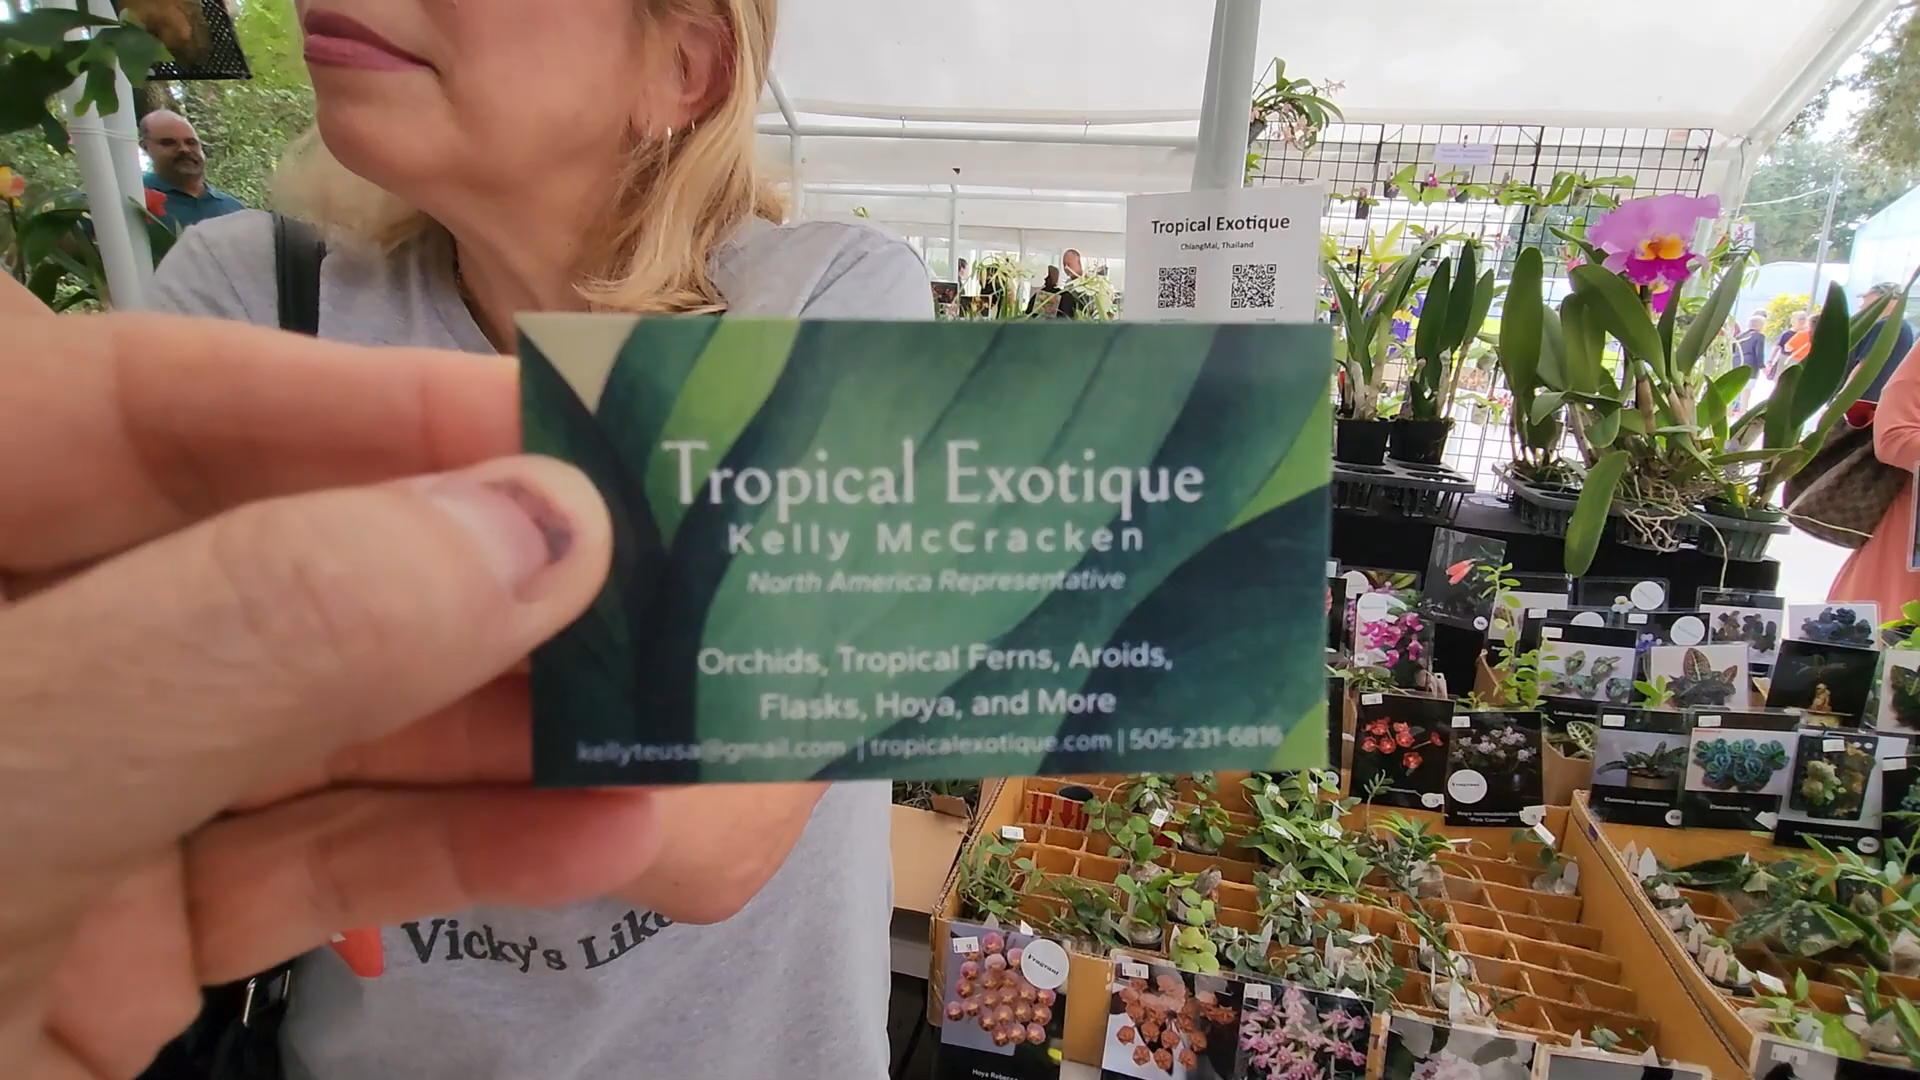 Tropical Exotique
ChiangMai, Thailand
Tropical Exotique
Kelly McCracken
North America Representative
Orchids, Tropical Ferns, Aroids,
Flasks, Hoya, and More
kellyteusa@gmail.com | tropicalexotique.com | 505-231-6816
Vicky's Like
Fragrant